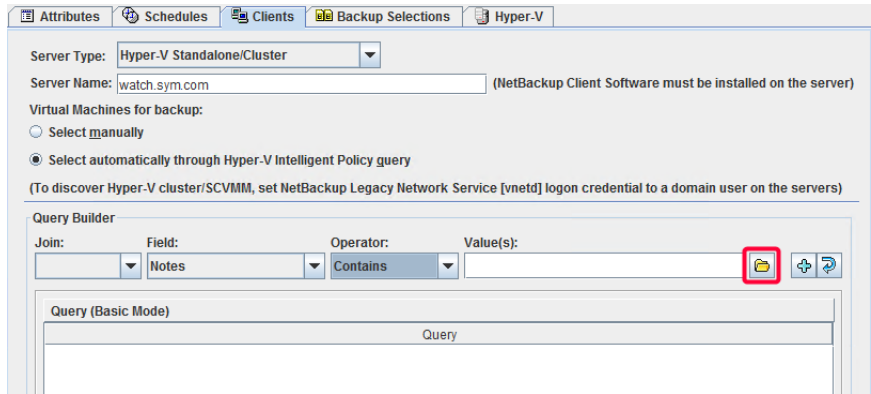 Attributes Schedules Clients Backup Selections Hyper-V
Server Type: Hyper-V Standalone/Cluster
Server Name: watch.sym.com (NetBackup Client Software must be installed on the server)
Virtual Machines for backup:
Select manually
Select automatically through Hyper-V Intelligent Policy query
(To discover Hyper-V cluster/SCVMM, set NetBackup Legacy Network Service [vnetd] logon credential to a domain user on the servers)
Query Builder
Join: Field: Operator: Value(s):
Notes Contains
Query (Basic Mode)
Query